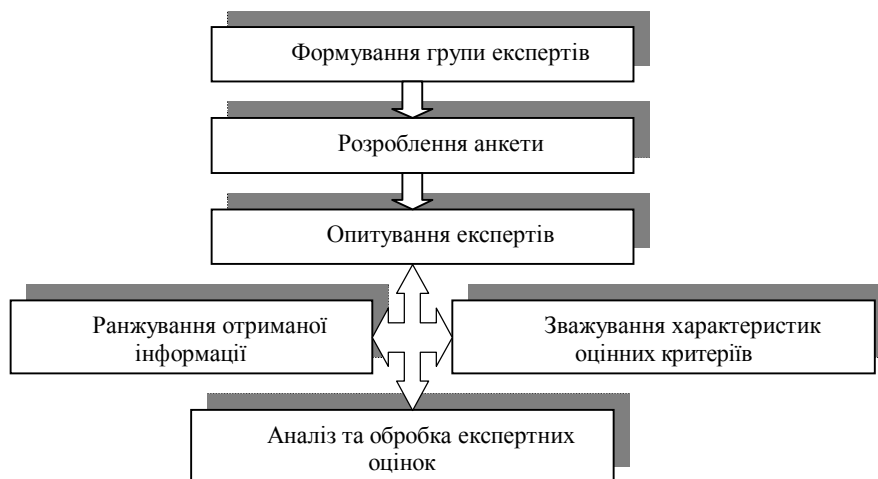 Формування групи експертів
Розроблення анкети
Опитування експертів
Ранжування отриманої
інформації
Зважування характеристик
оцінних критеріїв
Аналіз та обробка експертних
оцінок